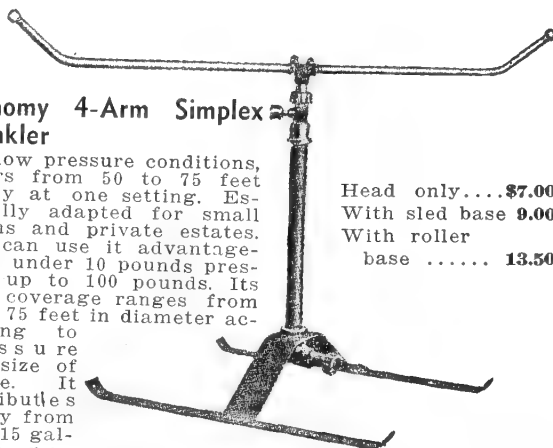 nomy 4-Arm Simplex
nkler
ow pressure conditions,
rs from 50 to 75 feet
y at one setting. Es-
lly adapted for small
ns and private estates.
can use it advantage-
under 10 pounds pres-
up to 100 pounds. Its
coverage ranges from
75 feet in diameter ac-
ng to
ssure
size of
e. It
ributes
y from
15 gal-
Head only....$7.00
With sled base 9.00
With roller
base ...... 13.50